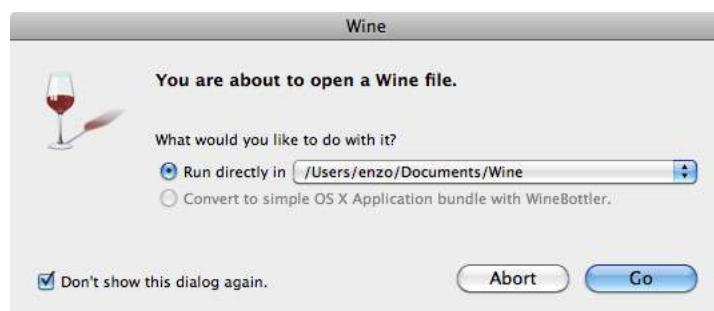 Wine
You are about to open a Wine file.
What would you like to do with it?
Run directly in /Users/enzo/Documents/Wine
Convert to simple OS X Application bundle with WineBottler.
Don't show this dialog again.
Abort
Go